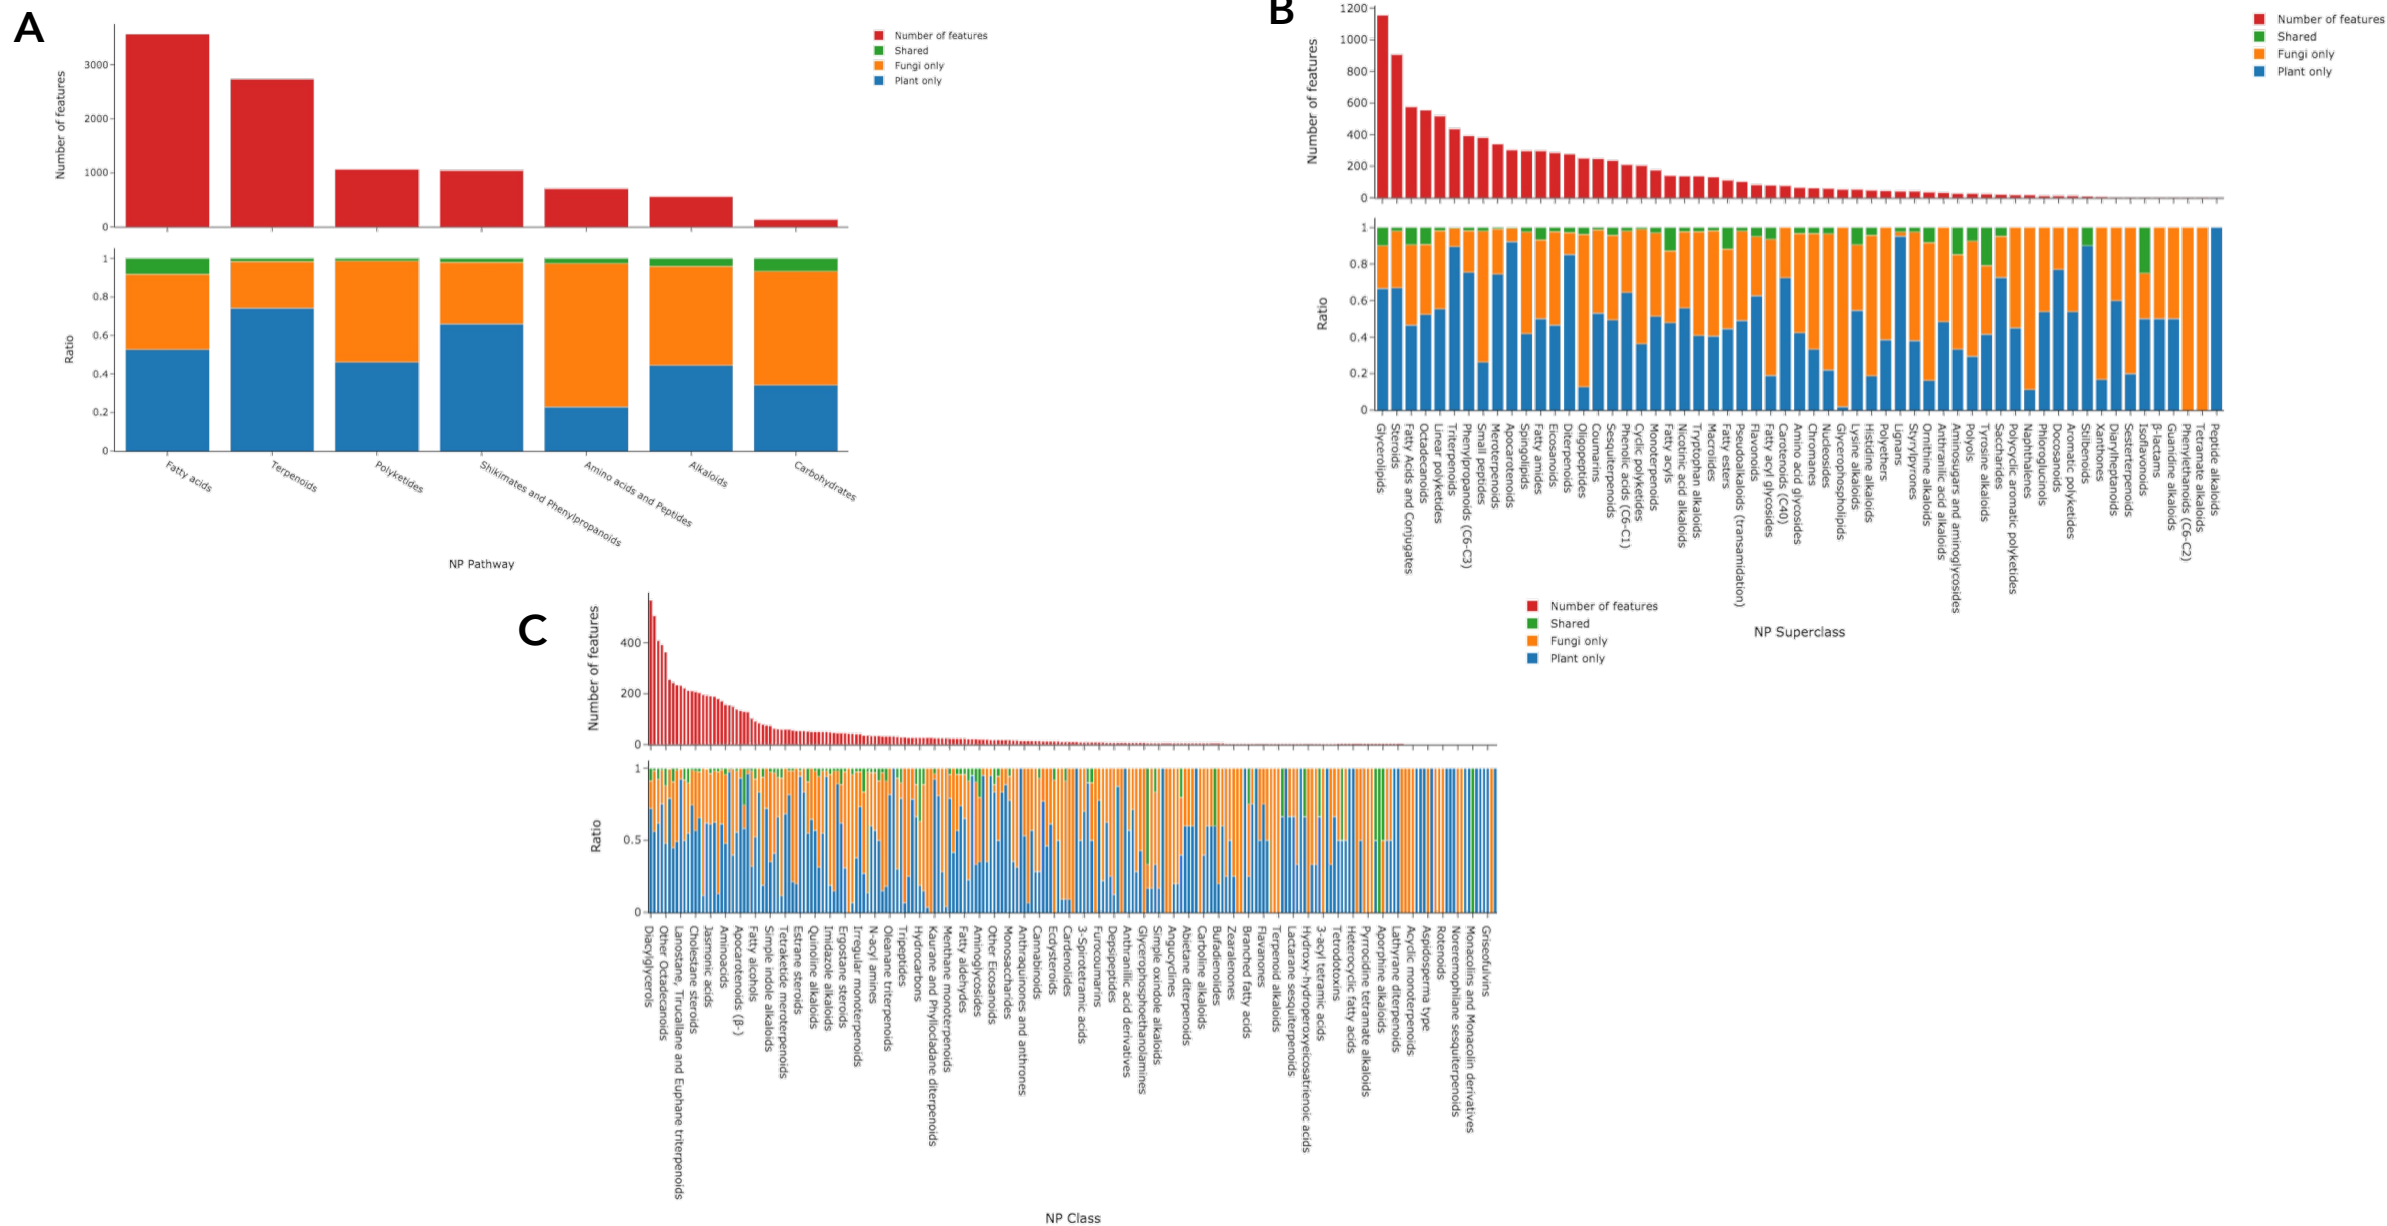 A
Number of features
3000
2000
1000
0
Ratio
1
0.8
0.6
0.4
0.2
0
Fatty acids
Terpenoids
Polyketides
Shikimates and Phenylpropanoids
Amino acids and Peptides
Alkaloids
Carbohydrates
NP Pathway
Number of features
Shared
Fungi only
Plant only
B
Number of features
1200
1000
800
600
400
200
0
Ratio
1
0.8
0.6
0.4
0.2
0
Glycerolipids
Steroids
Fatty Acids and Conjugates
Octadecanoids
Linear polyketides
Triterpenoids
Phenylpropanoids (C6-C3)
Small peptides
Meroterpenoids
Apocarotenoids
Spingolipids
Fatty amides
Eicosanoids
Diterpenoids
Oligopeptides
Coumarins
Sesquiterpenoids
Phenolic acids (C6-C1)
Cyclic polyketides
Monoterpenoids
Fatty acyls
Nicotinic acid alkaloids
Tryptophan alkaloids
Macrolides
Fatty esters
Pseudoalkaloids (transamidation)
Flavonoids
Fatty acyl glycosides
Carotenoids (C40)
Amino acid glycosides
Chromanes
Nucleosides
Glycerophospholipids
Lysine alkaloids
Histidine alkaloids
Polyethers
Lignans
Styrylpyrones
Ornithine alkaloids
Anthranilic acid alkaloids
Aminosugars and aminoglycosides
Polyols
Tyrosine alkaloids
Saccharides
Polycyclic aromatic polyketides
Naphthalenes
Phloroglucinols
Docosanoids
Aromatic polyketides
Stilbenoids
Xanthones
Diarylheptanoids
Sesterterpenoids
Isoflavonoids
β-lactams
Guanidine alkaloids
Phenylethanoids (C6-C2)
Tetramate alkaloids
Peptide alkaloids
NP Superclass
Number of features
Shared
Fungi only
Plant only
C
Number of features
400
200
0
Ratio
1
0.5
0
Diacylglycerols
Other Octadecanoids
Lanostane, Tirucallane and Euphane triterpenoids
Cholestane steroids
Jasmonic acids
Aminoacids
Apocarotenoids (β-)
Fatty alcohols
Simple indole alkaloids
Tetraketide meroterpenoids
Estrane steroids
Quinoline alkaloids
Imidazole alkaloids
Ergostane steroids
Irregular monoterpenoids
N-acyl amines
Oleanane triterpenoids
Tripeptides
Hydrocarbons
Kaurane and Phyllocladane diterpenoids
Menthane monoterpenoids
Fatty aldehydes
Aminoglycosides
Other Eicosanoids
Monosaccharides
Anthraquinones and anthrones
Cannabinoids
Ecdysteroids
Cardenolides
3-Spirotetramic acids
Furocoumarins
Depsipeptides
Anthranillic acid derivatives
Glycerophosphoethanolamines
Simple oxindole alkaloids
Angucyclines
Abietane diterpenoids
Carboline alkaloids
Bufadienolides
Zearalenones
Branched fatty acids
Flavanones
Terpenoid alkaloids
Lactarane sesquiterpenoids
Hydroxy-hydroperoxyeicosatrienoic acids
3-acyl tetramic acids
Tetrodotoxins
Heterocyclic fatty acids
Pyrrocidine tetramate alkaloids
Aporphine alkaloids
Lathyrane diterpenoids
Acyclic monoterpenoids
Aspidosperma type
Rotenoids
Noreremophilane sesquiterpenoids
Monacolins and Monacolin derivatives
Griseofulvins
NP Class
Number of features
Shared
Fungi only
Plant only